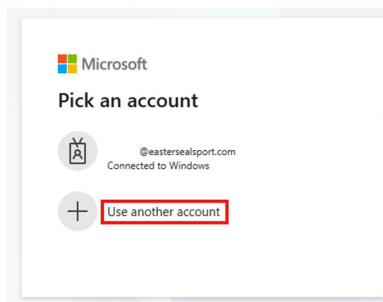 Microsoft
Pick an account
@eastersealsport.com
Connected to Windows
Use another account